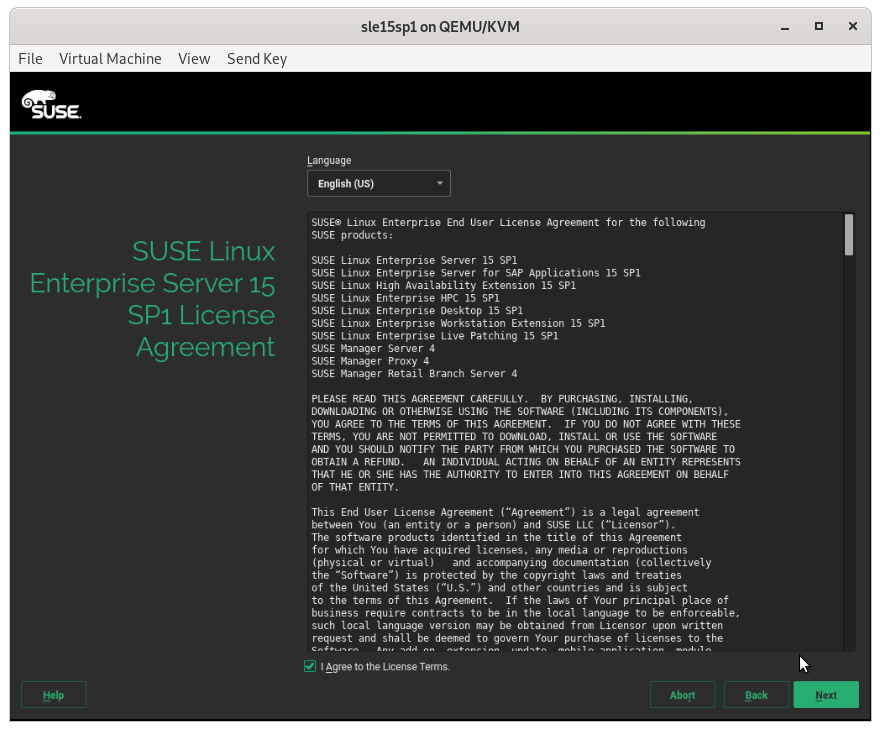 sle15sp1 on QEMU/KVM
File Virtual Machine View Send Key
SUSE.
Language
English (US)
SUSE Linux
Enterprise Server 15
SP1 License
Agreement
SUSE® Linux Enterprise End User License Agreement for the following
SUSE products:
SUSE Linux Enterprise Server 15 SP1
SUSE Linux Enterprise Server for SAP Applications 15 SP1
SUSE Linux High Availability Extension 15 SP1
SUSE Linux Enterprise HPC 15 SP1
SUSE Linux Enterprise Desktop 15 SP1
SUSE Linux Enterprise Workstation Extension 15 SP1
SUSE Linux Enterprise Live Patching 15 SP1
SUSE Manager Server 4
SUSE Manager Proxy 4
SUSE Manager Retail Branch Server 4
PLEASE READ THIS AGREEMENT CAREFULLY.  BY PURCHASING, INSTALLING,
DOWNLOADING OR OTHERWISE USING THE SOFTWARE (INCLUDING ITS COMPONENTS),
YOU AGREE TO THE TERMS OF THIS AGREEMENT.  IF YOU DO NOT AGREE WITH THESE
TERMS, YOU ARE NOT PERMITTED TO DOWNLOAD, INSTALL OR USE THE SOFTWARE
AND YOU SHOULD NOTIFY THE PARTY FROM WHICH YOU PURCHASED THE SOFTWARE TO
OBTAIN A REFUND.   AN INDIVIDUAL ACTING ON BEHALF OF AN ENTITY REPRESENTS
THAT HE OR SHE HAS THE AUTHORITY TO ENTER INTO THIS AGREEMENT ON BEHALF
OF THAT ENTITY.
This End User License Agreement (“Agreement”) is a legal agreement
between You (an entity or a person) and SUSE LLC (“Licensor”).
The software products identified in the title of this Agreement
for which You have acquired licenses, any media or reproductions
(physical or virtual)   and accompanying documentation (collectively
the “Software”) is protected by the copyright laws and treaties
of the United States (“U.S.”) and other countries and is subject
to the terms of this Agreement.  If the laws of Your principal place of
business require contracts to be in the local language to be enforceable,
such local language version may be obtained from Licensor upon written
request and shall be deemed to govern Your purchase of licenses to the
Software.  Any add-on, extension, update, mobile application, module,
I Agree to the License Terms.
Help Abort Back Next